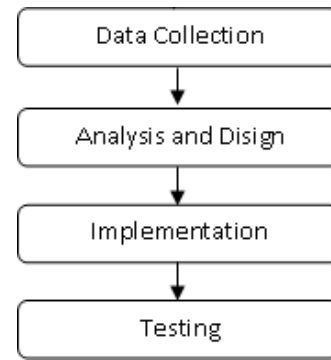 Data Collection
Analysis and Disign
Implementation
Testing